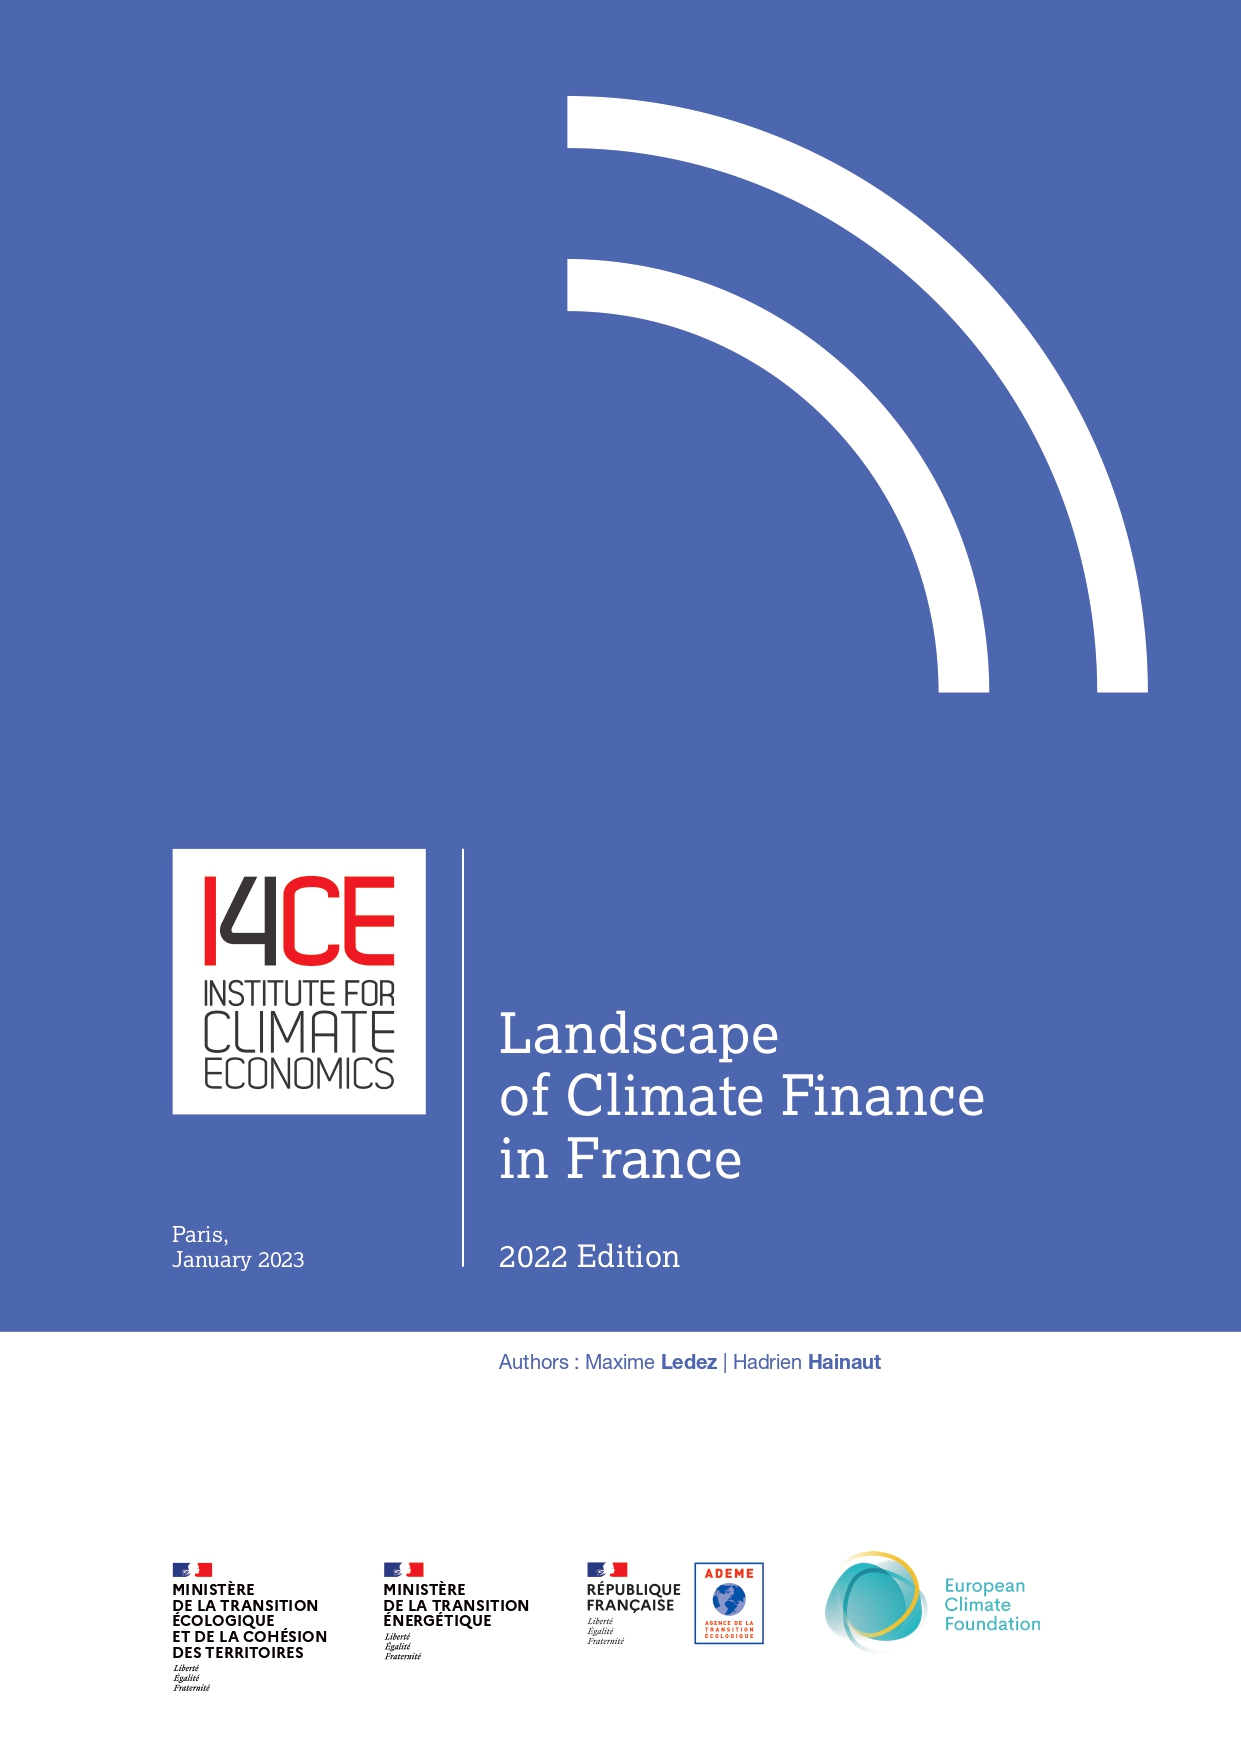 I4CE
INSTITUTE FOR
CLIMATE
ECONOMICS
Landscape
of Climate Finance
in France
Paris,
January 2023
2022 Edition
Authors : Maxime Ledez | Hadrien Hainaut
MINISTÈRE
DE LA TRANSITION
ÉCOLOGIQUE
ET DE LA COHÉSION
DES TERRITOIRES
Liberté
Égalité
Fraternité
MINISTÈRE
DE LA TRANSITION
ÉNERGÉTIQUE
Liberté
Égalité
Fraternité
RÉPUBLIQUE
FRANÇAISE
Liberté
Égalité
Fraternité
ADEME
AGENCE DE LA
TRANSITION
ÉCOLOGIQUE
European
Climate
Foundation